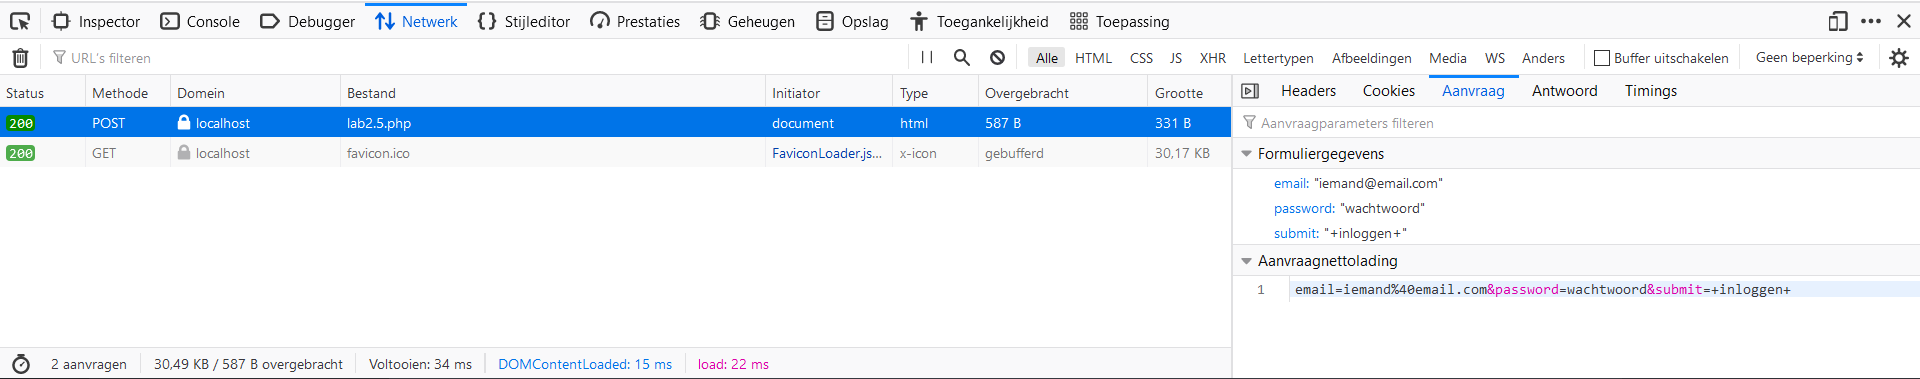 Inspector Console Debugger Netwerk Stijleditor Prestaties Geheugen Opslag Toegankelijkheid Toepassing
URL's filteren Alle HTML CSS JS XHR Lettertypen Afbeeldingen Media WS Anders Buffer uitschakelen Geen beperking
Status Methode Domein Bestand Initiator Type Overgebracht Grootte
200 POST localhost lab2.5.php document html 587 B 331 B
200 GET localhost favicon.ico FaviconLoader.js... x-icon gebufferd 30,17 KB
2 aanvragen 30,49 KB / 587 B overgebracht Voltooien: 34 ms DOMContentLoaded: 15 ms load: 22 ms
Headers Cookies Aanvraag Antwoord Timings
Aanvraagparameters filteren
Formuliergegevens
email: "iemand@email.com"
password: "wachtwoord"
submit: "+inloggen+"
Aanvraagnettolading
1 email=iemand%40email.com&password=wachtwoord&submit=+inloggen+